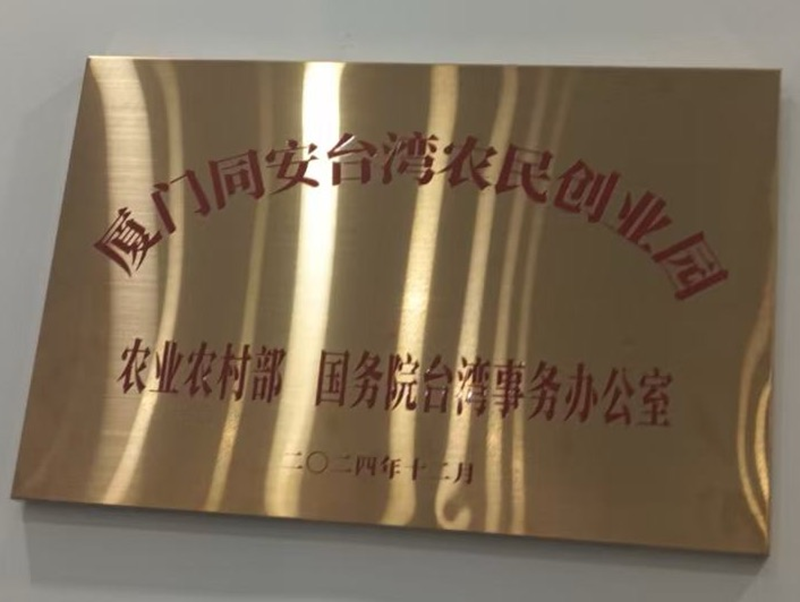 厦门同安台湾农民创业园
农业农村部 国务院台湾事务办公室
二〇二四年十二月